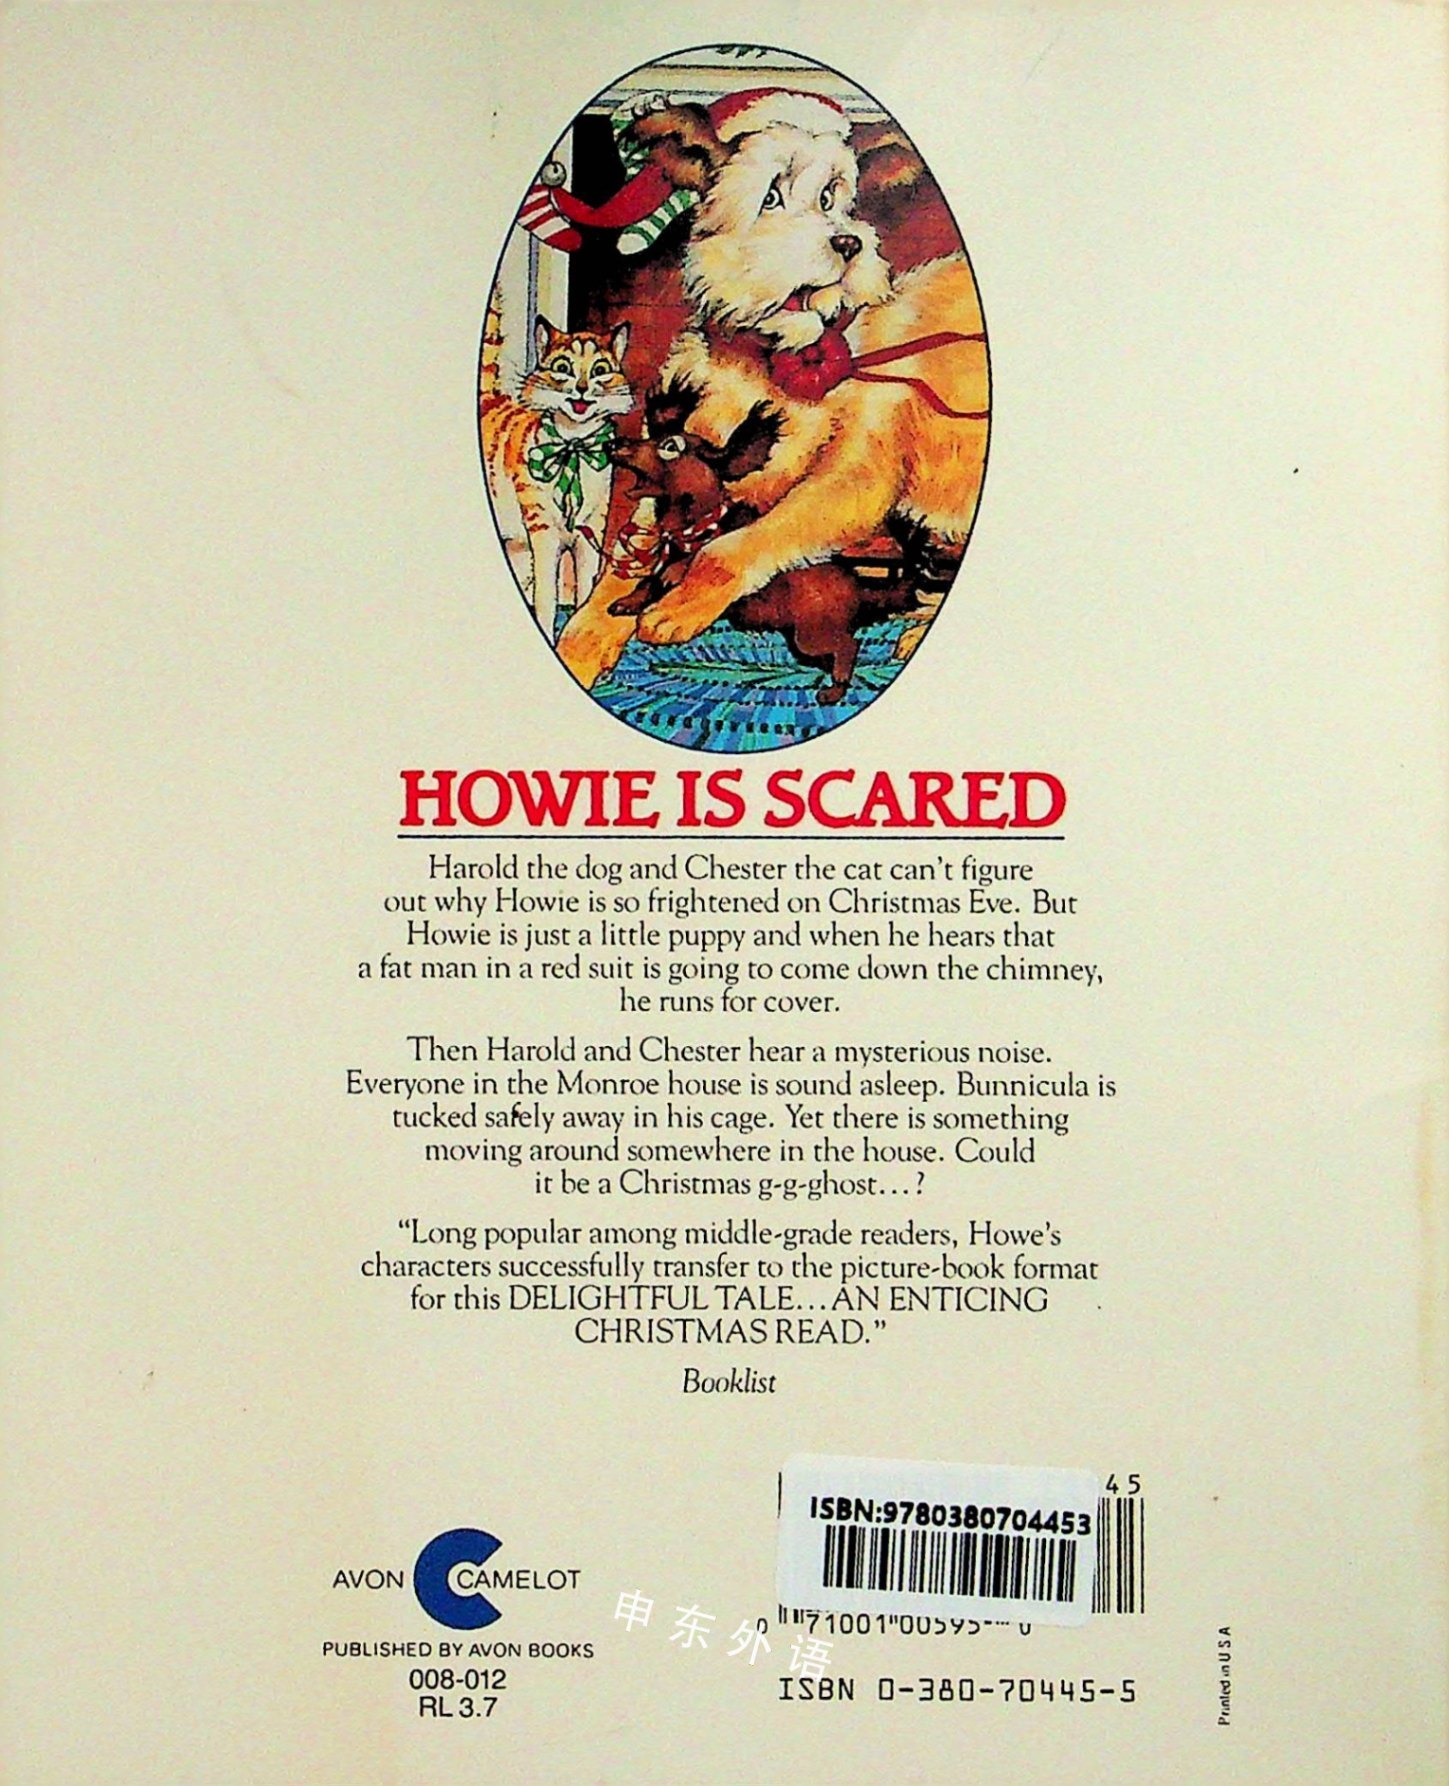 HOWIE IS SCARED
Harold the dog and Chester the cat can't figure
out why Howie is so frightened on Christmas Eve. But
Howie is just a little puppy and when he hears that
a fat man in a red suit is going to come down the chimney,
he runs for cover.
Then Harold and Chester hear a mysterious noise.
Everyone in the Monroe house is sound asleep. Bunnicula is
tucked safely away in his cage. Yet there is something
moving around somewhere in the house. Could
it be a Christmas g-g-ghost...?
“Long popular among middle-grade readers, Howe's
characters successfully transfer to the picture-book format
for this DELIGHTFUL TALE...AN ENTICING
CHRISTMAS READ.”
Booklist
AVON CAMELOT
PUBLISHED BY AVON BOOKS
008-012
RL 3.7
45
ISBN:9780380704453
0 71001 00595 0
ISBN 0-380-70445-5
Printed in USA
申东外语